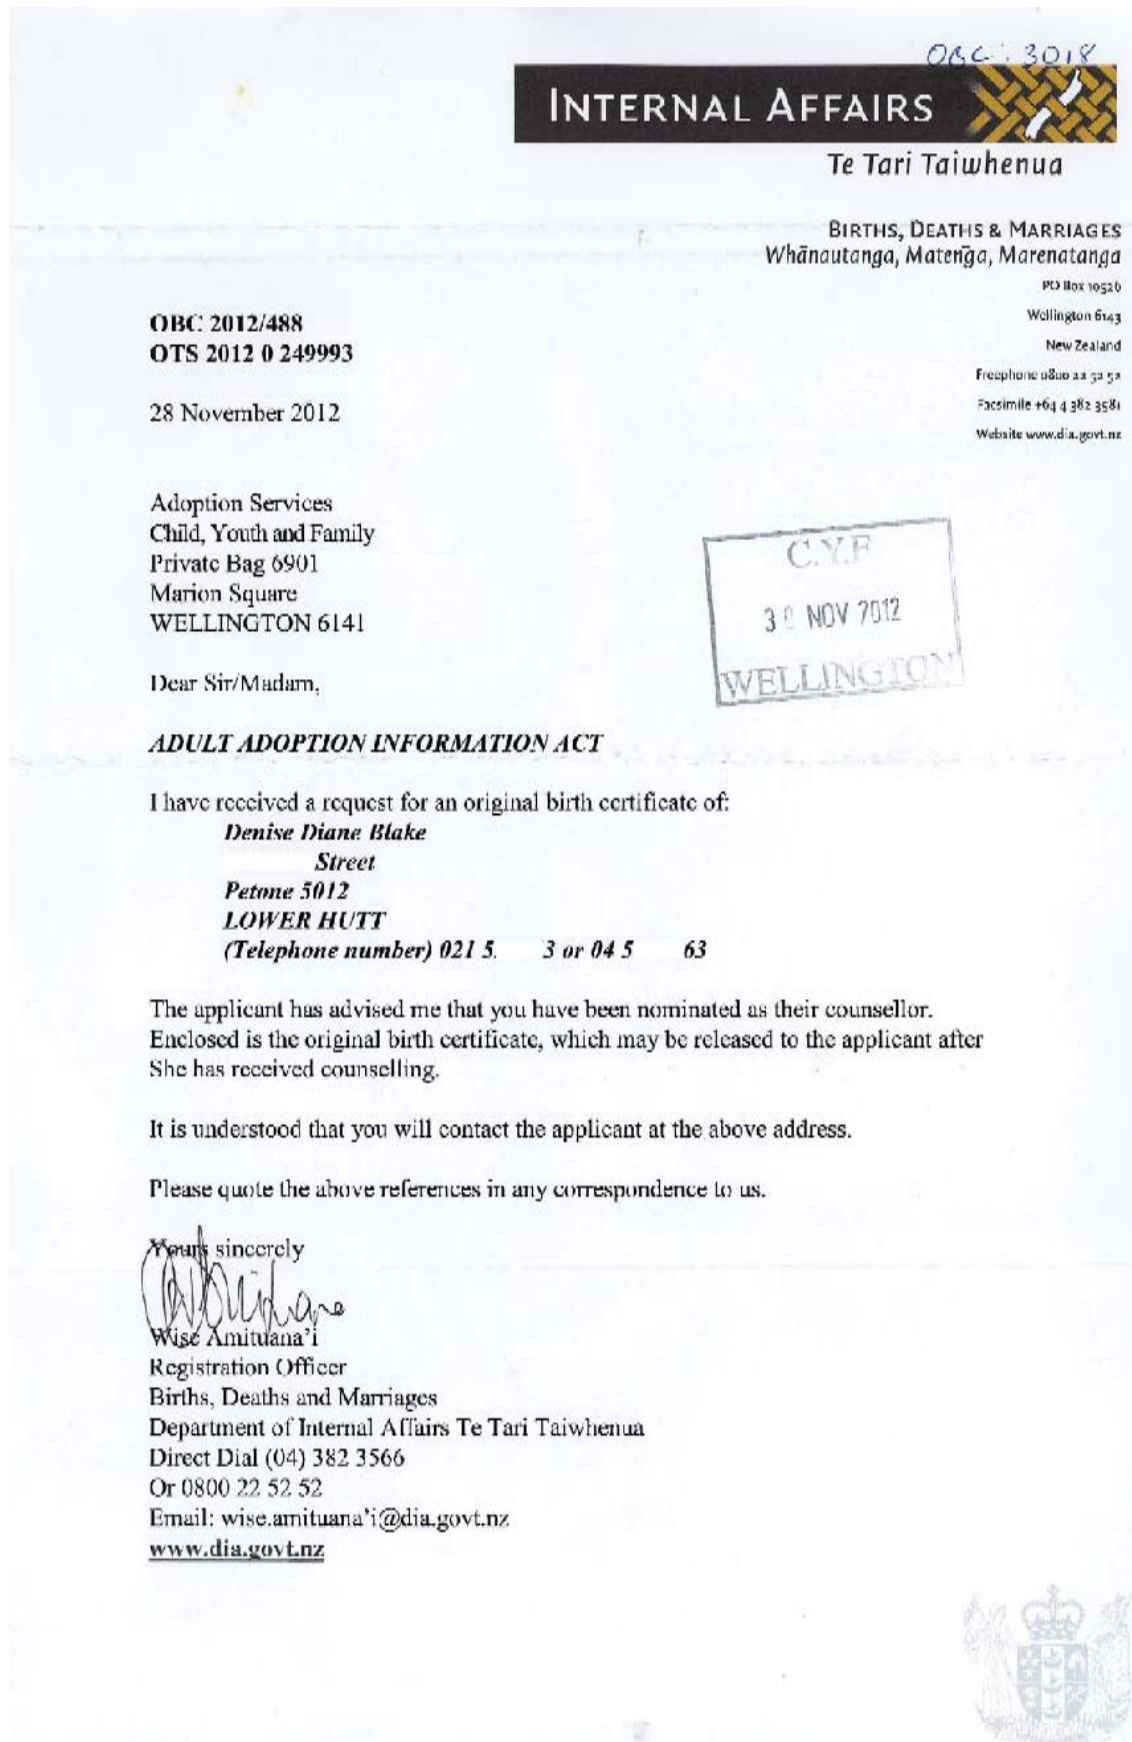 OBC: 3018
INTERNAL AFFAIRS
Te Tari Taiwhenua
BIRTHS, DEATHS & MARRIAGES
Whānautanga, Matenga, Marenatanga
PO Box 10526
Wellington 6143
New Zealand
Freephone 0800 22 52 52
Facsimile +64 4 382 3581
Website www.dia.govt.nz
OBC 2012/488
OTS 2012 0 249993
28 November 2012
Adoption Services
Child, Youth and Family
Private Bag 6901
Marion Square
WELLINGTON 6141
C.Y.F
30 NOV 2012
WELLINGTON
Dear Sir/Madam,
ADULT ADOPTION INFORMATION ACT
I have received a request for an original birth certificate of:
Denise Diane Blake
Street
Petone 5012
LOWER HUTT
(Telephone number) 021 5. 3 or 04 5 63
The applicant has advised me that you have been nominated as their counsellor.
Enclosed is the original birth certificate, which may be released to the applicant after
She has received counselling.
It is understood that you will contact the applicant at the above address.
Please quote the above references in any correspondence to us.
Yours sincerely
Wise Amituana'i
Registration Officer
Births, Deaths and Marriages
Department of Internal Affairs Te Tari Taiwhenua
Direct Dial (04) 382 3566
Or 0800 22 52 52
Email: wise.amituana'i@dia.govt.nz
www.dia.govt.nz